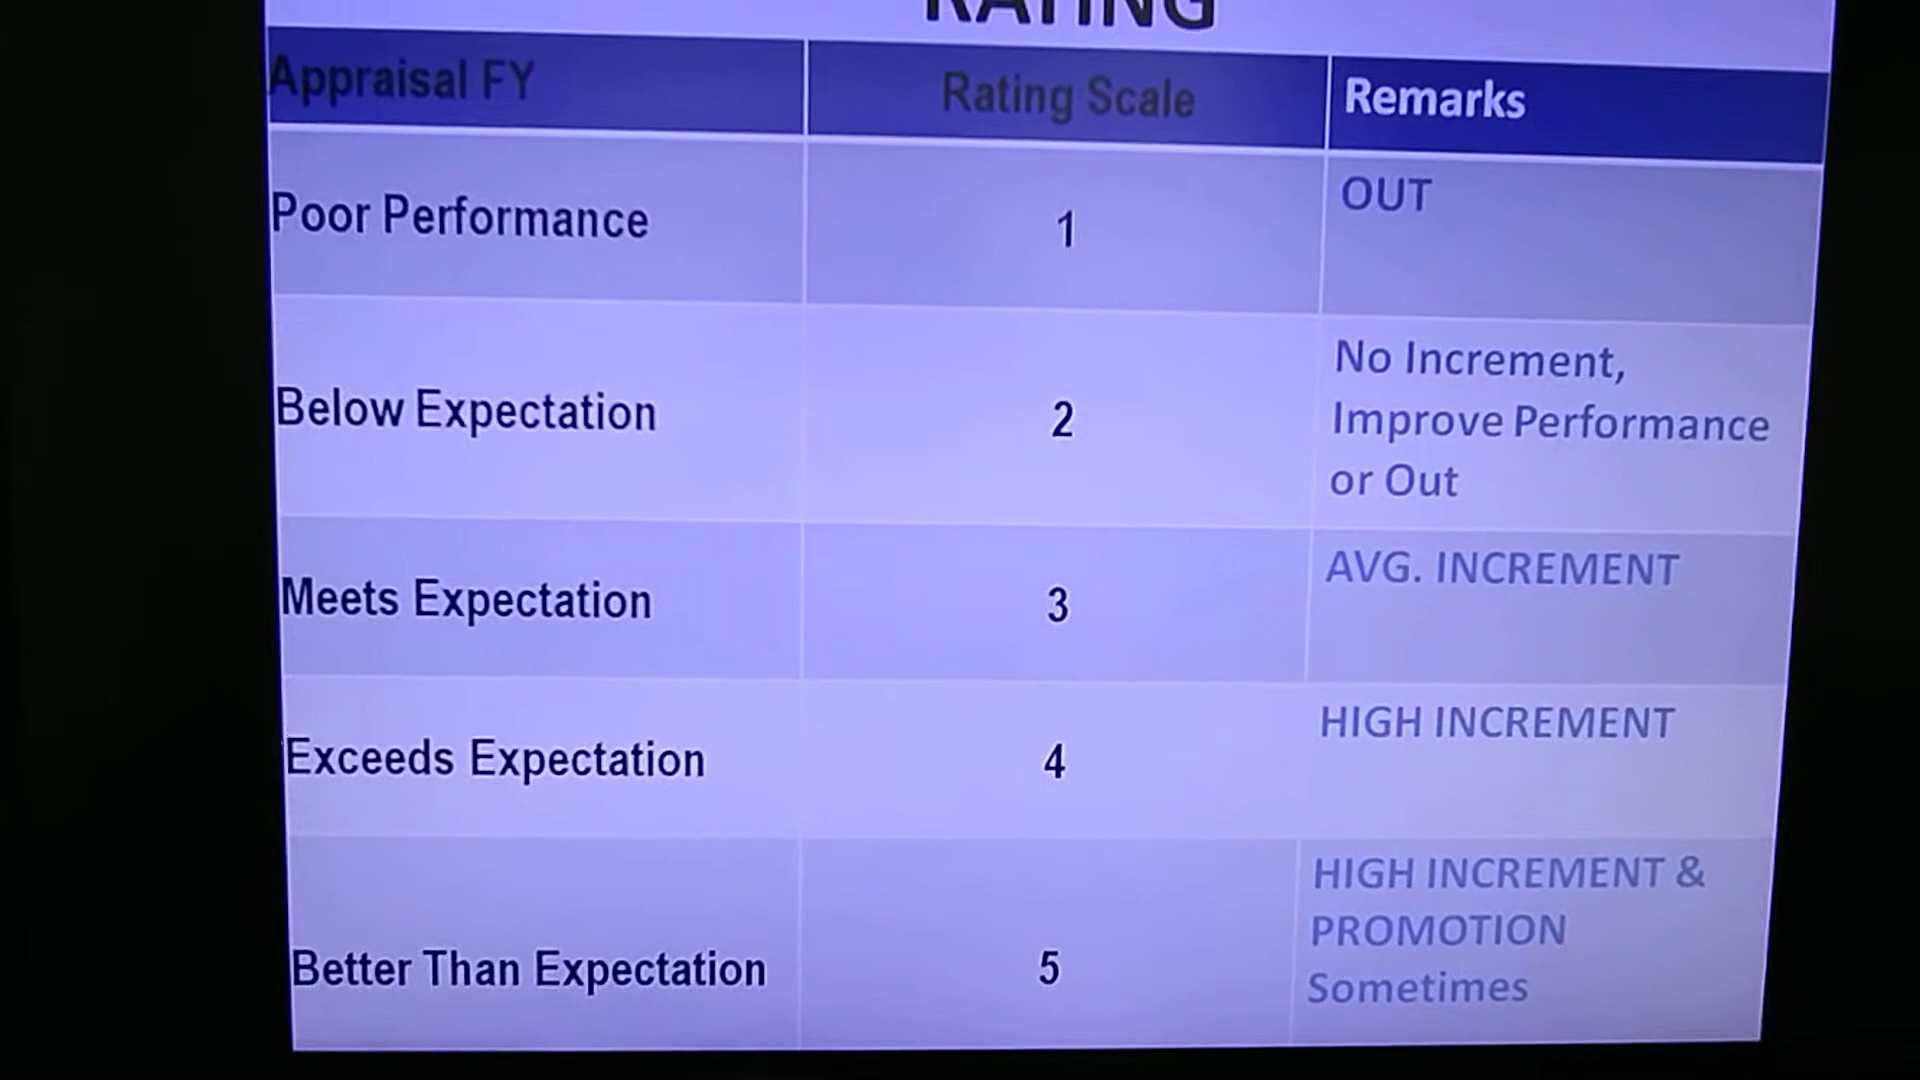 RATING
Appraisal FY
Rating Scale
Remarks
Poor Performance
1
OUT
Below Expectation
2
No Increment,
Improve Performance
or Out
Meets Expectation
3
AVG. INCREMENT
Exceeds Expectation
4
HIGH INCREMENT
Better Than Expectation
5
HIGH INCREMENT &
PROMOTION
Sometimes